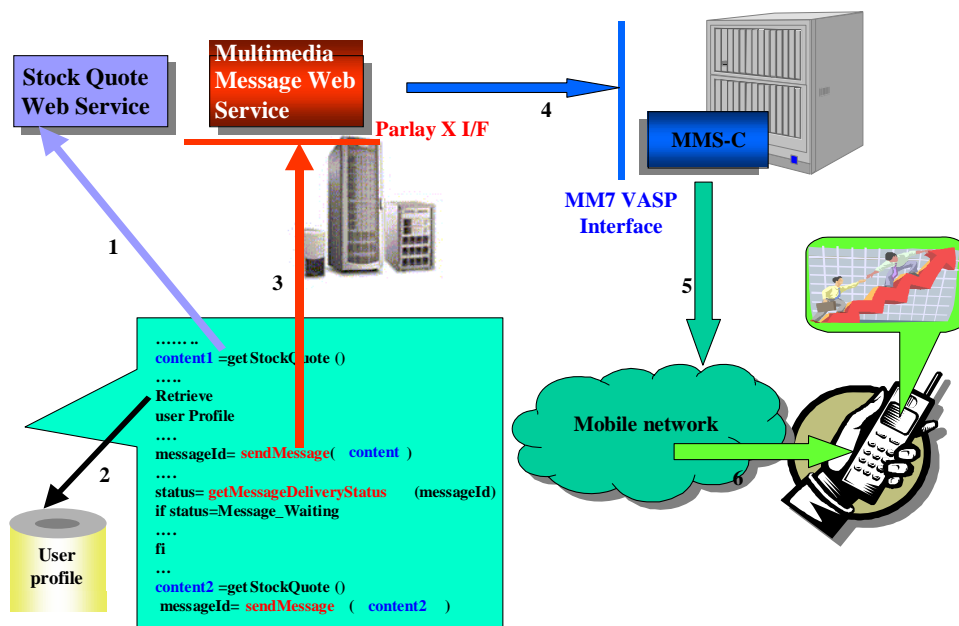 Stock Quote
Web Service
Multimedia
Message Web
Service
Parlay X I/F
4
MMS-C
MM7 VASP
Interface
1
3
5
…… ..
content1 =getStockQuote ()
…..
Retrieve
user Profile
….
messageId= sendMessage( content )
….
status= getMessageDeliveryStatus (messageId)
if status=Message_Waiting
….
fi
…
content2 =getStockQuote ()
messageId= sendMessage ( content2 )
2
User
profile
Mobile network
6